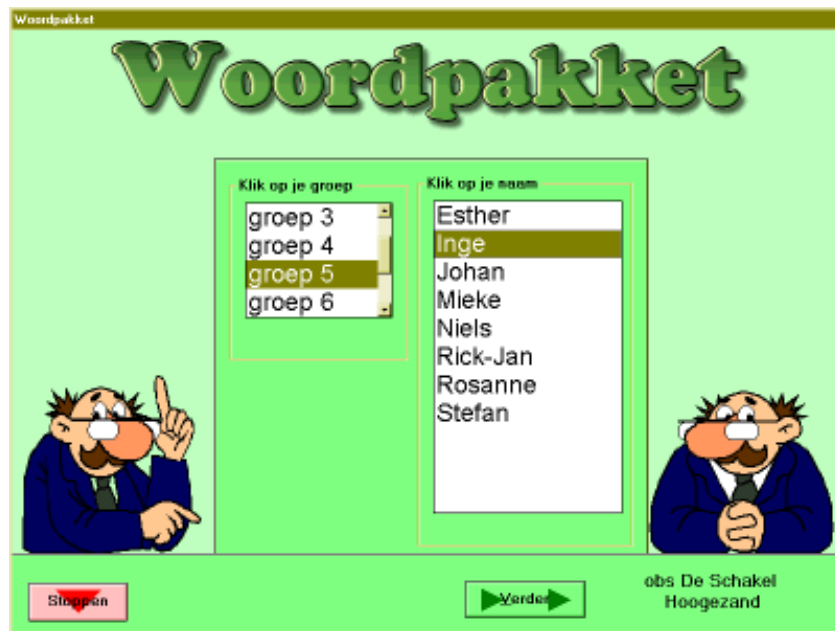 Woordpakket
Woordpakket
Klik op je groep
groep 3
groep 4
groep 5
groep 6
Klik op je naam
Esther
Inge
Johan
Mieke
Niels
Rick-Jan
Rosanne
Stefan
Stoppen
Verder
obs De Schakel
Hoogezand